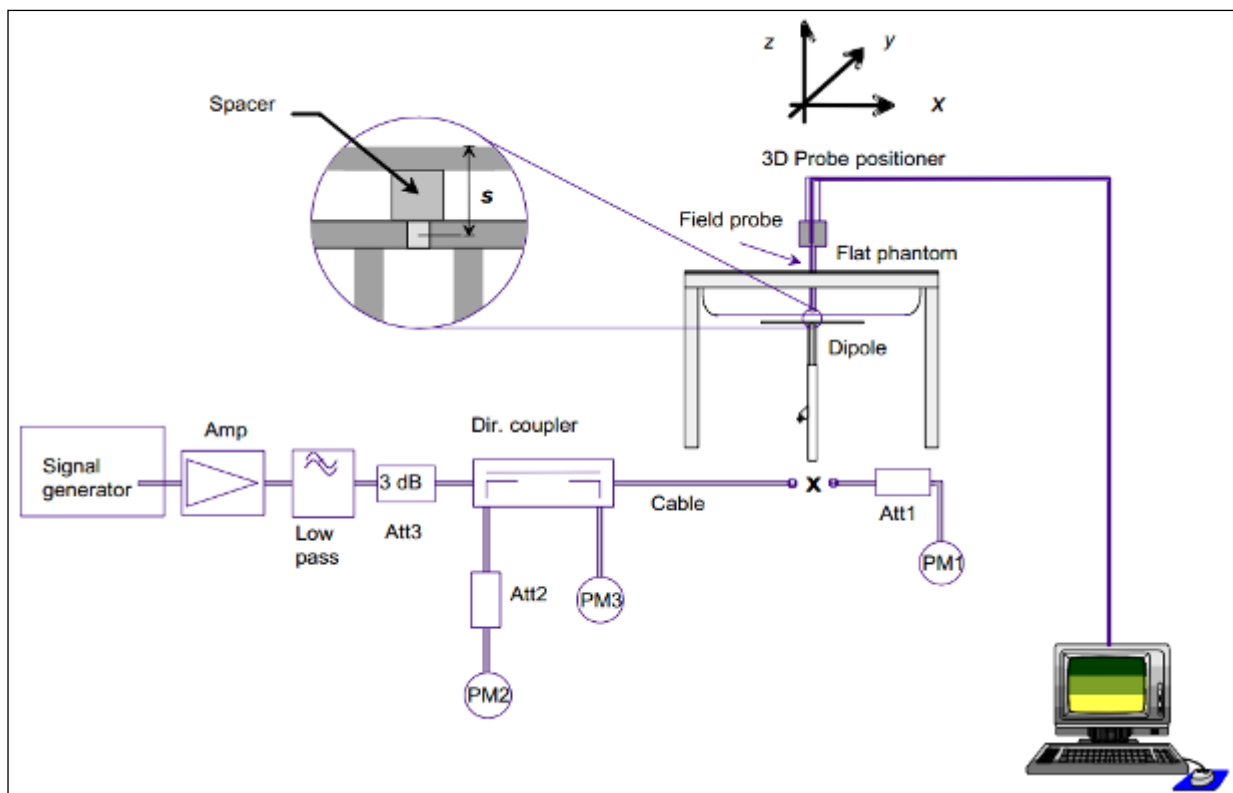 z
y
x
Spacer
s
3D Probe positioner
Field probe
Flat phantom
Dipole
Dir. coupler
Amp
Signal
generator
3 dB
Cable
x
Att1
Low
pass
Att3
PM1
Att2
PM3
PM2